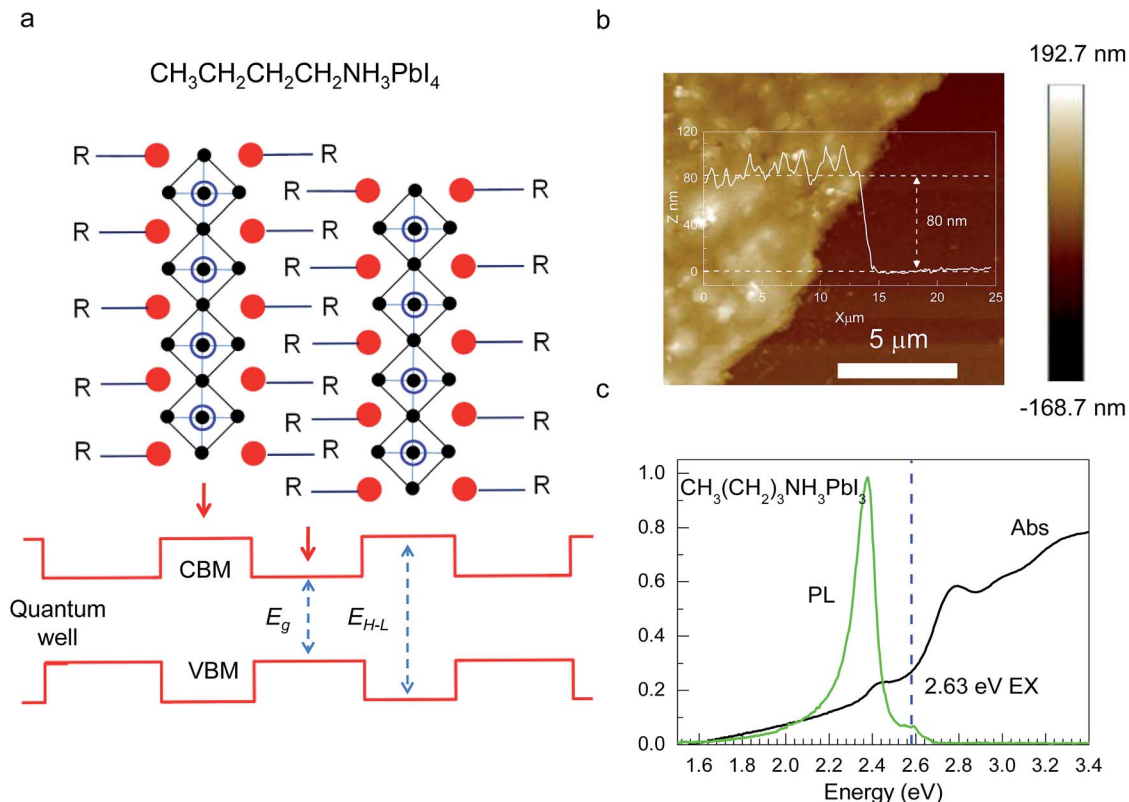 a
CH₃CH₂CH₂CH₂NH₃PbI₄
R R
R R
R R
R R
R R
R R
R R
R R
R R
R R
CBM
Quantum
well
E_g
E_H-L
VBM
b
192.7 nm
120
80
40
0
Z nm
80 nm
0 5 10 15 20 25
Xμm
5 μm
-168.7 nm
c
CH₃(CH₂)₃NH₃PbI₃
1.0
0.8
0.6
0.4
0.2
0.0
Abs
PL
2.63 eV EX
1.6 1.8 2.0 2.2 2.4 2.6 2.8 3.0 3.2 3.4
Energy (eV)